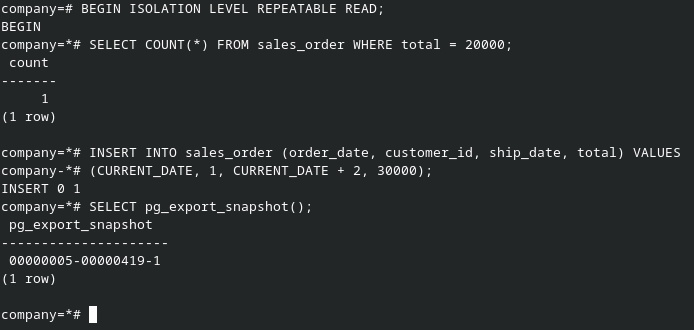 company=# BEGIN ISOLATION LEVEL REPEATABLE READ;
BEGIN
company=*# SELECT COUNT(*) FROM sales_order WHERE total = 20000;
 count
-------
     1
(1 row)

company=*# INSERT INTO sales_order (order_date, customer_id, ship_date, total) VALUES
company-*# (CURRENT_DATE, 1, CURRENT_DATE + 2, 30000);
INSERT 0 1
company=*# SELECT pg_export_snapshot();
 pg_export_snapshot
---------------------
 00000005-00000419-1
(1 row)

company=*#